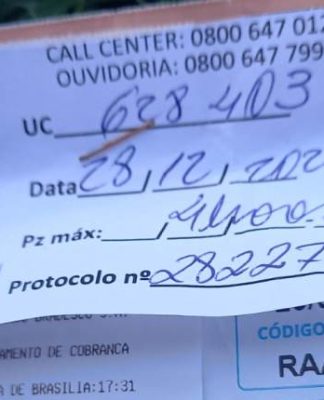 CALL CENTER: 0800 647 012
OUVIDORIA: 0800 647 799
UC 628 403
Data 28/12/202
Pz máx:
Protocolo nº 28227
AMENTO DE COBRANCA
A DE BRASILIA:17:31
CÓDIGO
RA